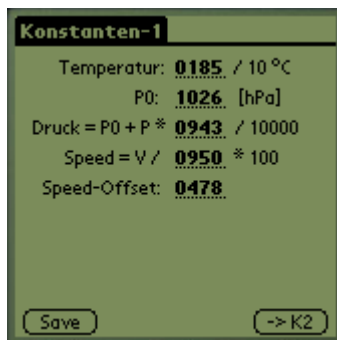 Konstanten-1
Temperatur: 0185 / 10 °C
P0: 1026 [hPa]
Druck = P0 + P * 0943 / 10000
Speed = V / 0950 * 100
Speed-Offset: 0478
Save -> K2